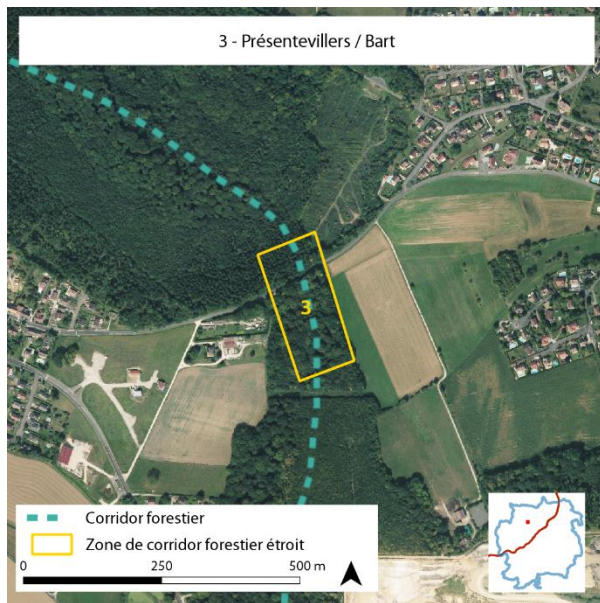 3 - Présentevillers / Bart
3
Corridor forestier
Zone de corridor forestier étroit
0 250 500 m